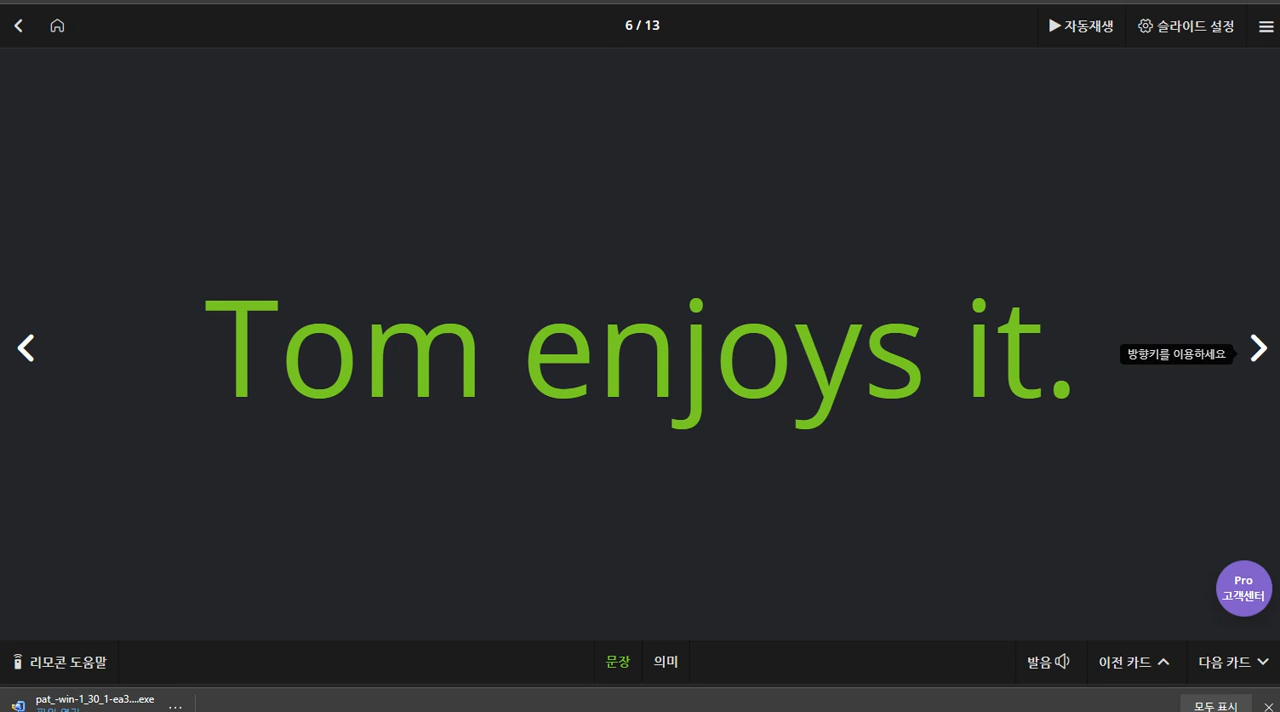 6 / 13
자동재생
슬라이드 설정
Tom enjoys it.
방향키를 이용하세요
Pro
고객센터
리모콘 도움말
문장
의미
발음
이전 카드
다음 카드
pat_-win-1_30_1-ea3....exe
모두 표시